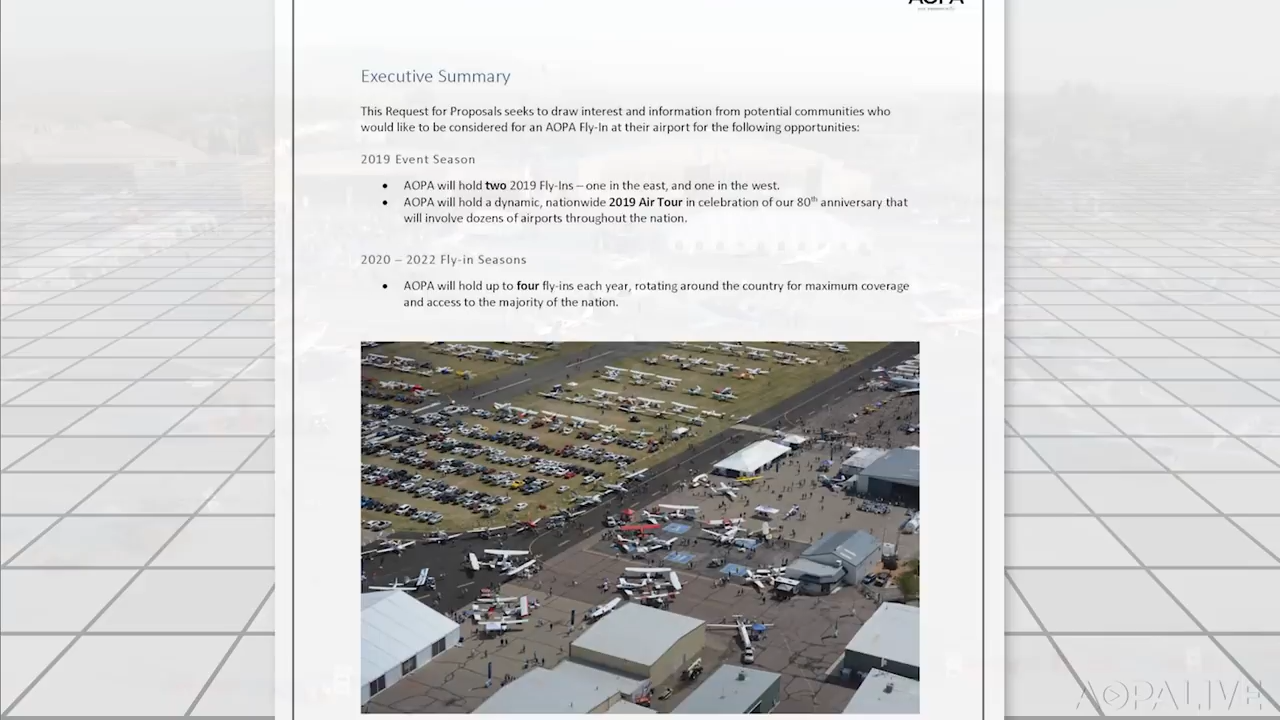 AOPA
Executive Summary
This Request for Proposals seeks to draw interest and information from potential communities who
would like to be considered for an AOPA Fly-In at their airport for the following opportunities:
2019 Event Season
• AOPA will hold two 2019 Fly-Ins – one in the east, and one in the west.
• AOPA will hold a dynamic, nationwide 2019 Air Tour in celebration of our 80th anniversary that
will involve dozens of airports throughout the nation.
2020 – 2022 Fly-in Seasons
• AOPA will hold up to four fly-ins each year, rotating around the country for maximum coverage
and access to the majority of the nation.
AOPALIVE